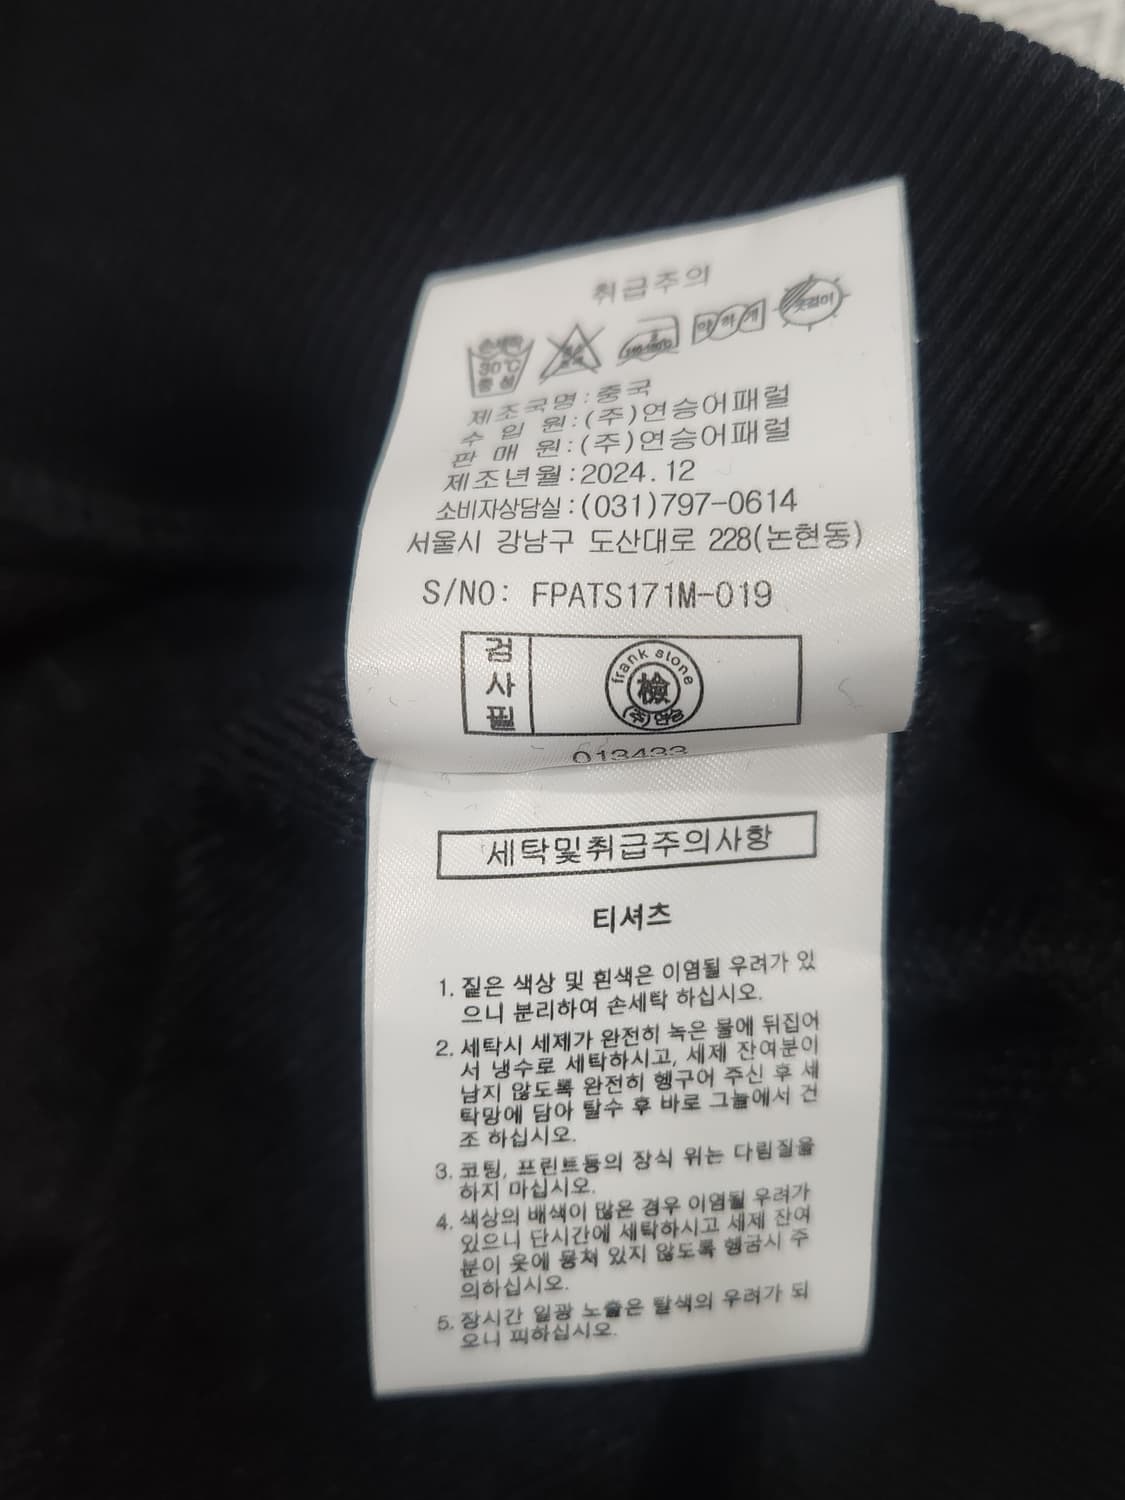 취급주의
손세탁
30℃
중성
약하게
옷걸이
제조국명:중국
수 입 원:(주)연승어패럴
판 매 원:(주)연승어패럴
제조년월:2024.12
소비자상담실:(031)797-0614
서울시 강남구 도산대로 228(논현동)
S/NO: FPATS171M-019
검
사
필
frank stone
檢
(주)연승
013433
세탁및취급주의사항
티셔츠
1. 짙은 색상 및 흰색은 이염될 우려가 있
으니 분리하여 손세탁 하십시오.
2. 세탁시 세제가 완전히 녹은 물에 뒤집어
서 냉수로 세탁하시고, 세제 잔여분이
남지 않도록 완전히 헹구어 주신 후 세
탁망에 담아 탈수 후 바로 그늘에서 건
조 하십시오.
3. 코팅, 프린트등의 장식 위는 다림질을
하지 마십시오.
4. 색상의 배색이 많은 경우 이염될 우려가
있으니 단시간에 세탁하시고 세제 잔여
분이 옷에 뭉쳐 있지 않도록 헹굼시 주
의하십시오.
5. 장시간 일광 노출은 탈색의 우려가 되
오니 피하십시오.